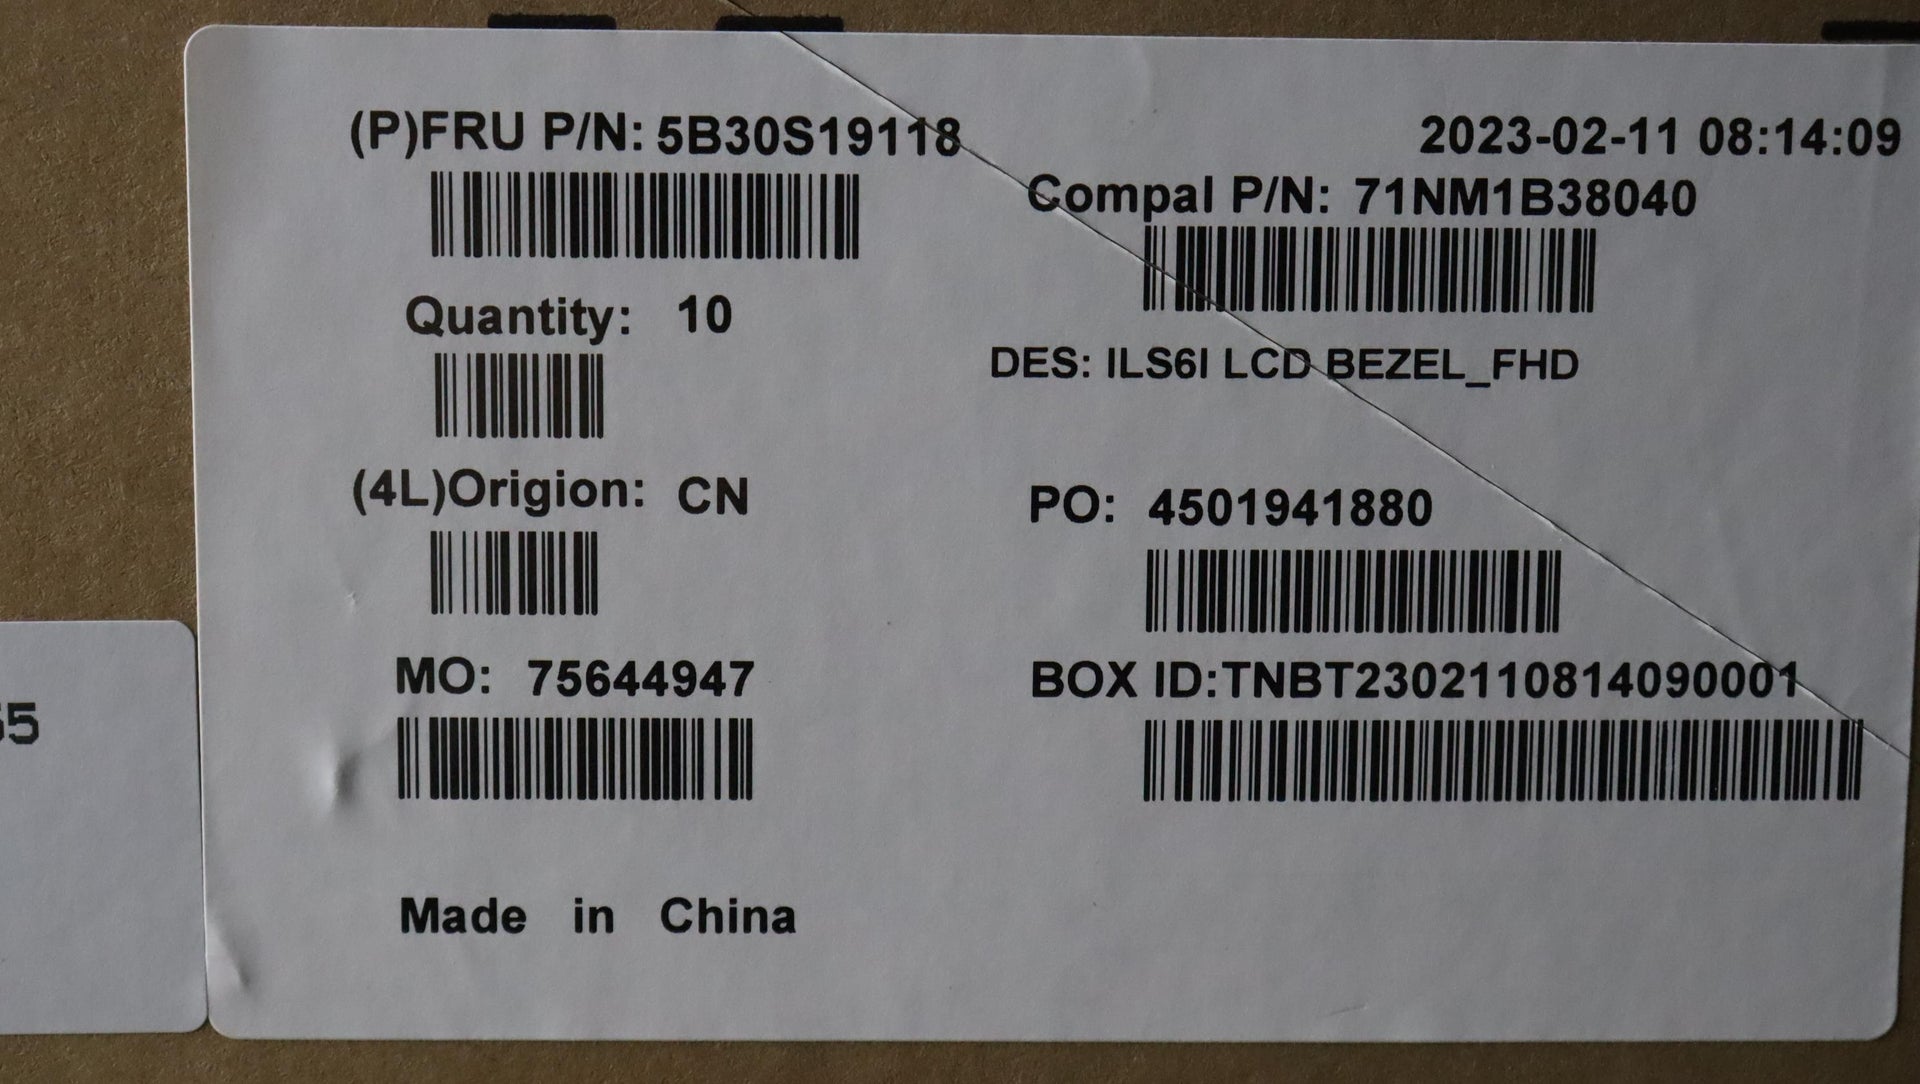 (P)FRU P/N: 5B30S19118
2023-02-11 08:14:09
Compal P/N: 71NM1B38040
Quantity: 10
DES: ILS6I LCD BEZEL_FHD
(4L)Origion: CN
PO: 4501941880
MO: 75644947
BOX ID:TNBT2302110814090001
55
Made in China